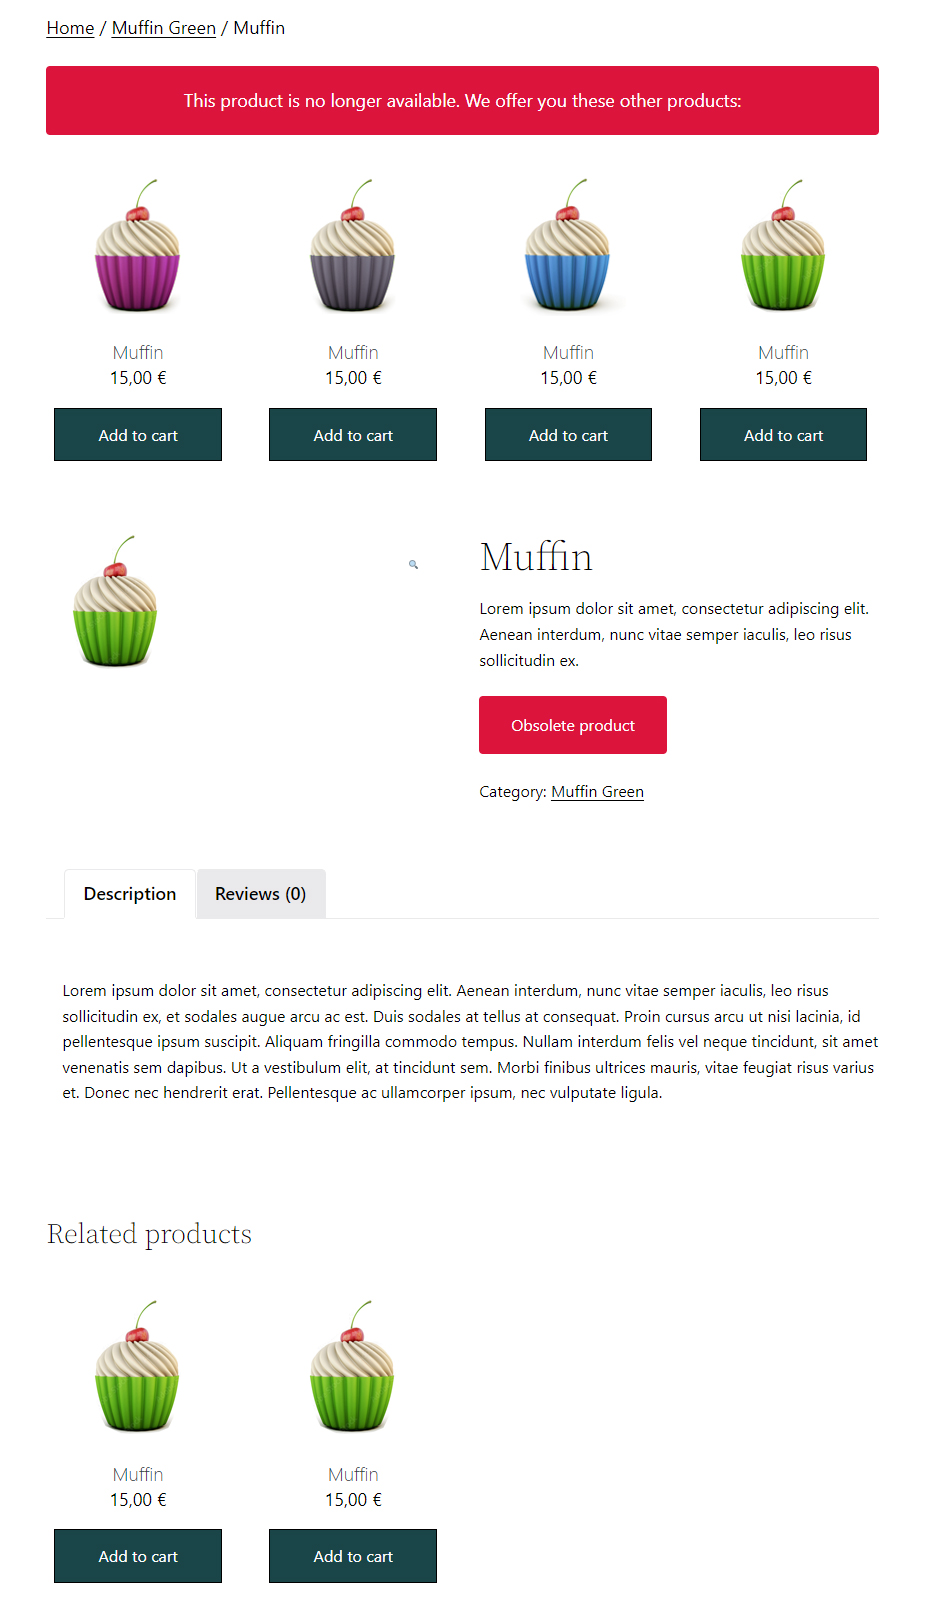 Home / Muffin Green / Muffin
This product is no longer available. We offer you these other products:
Muffin Muffin Muffin Muffin
15,00 € 15,00 € 15,00 € 15,00 €
Add to cart Add to cart Add to cart Add to cart
Muffin
Lorem ipsum dolor sit amet, consectetur adipiscing elit.
Aenean interdum, nunc vitae semper iaculis, leo risus
sollicitudin ex.
Obsolete product
Category: Muffin Green
Description Reviews (0)
Lorem ipsum dolor sit amet, consectetur adipiscing elit. Aenean interdum, nunc vitae semper iaculis, leo risus
sollicitudin ex, et sodales augue arcu ac est. Duis sodales at tellus at consequat. Proin cursus arcu ut nisi lacinia, id
pellentesque ipsum suscipit. Aliquam fringilla commodo tempus. Nullam interdum felis vel neque tincidunt, sit amet
venenatis sem dapibus. Ut a vestibulum elit, at tincidunt sem. Morbi finibus ultrices mauris, vitae feugiat risus varius
et. Donec nec hendrerit erat. Pellentesque ac ullamcorper ipsum, nec vulputate ligula.
Related products
Muffin Muffin
15,00 € 15,00 €
Add to cart Add to cart